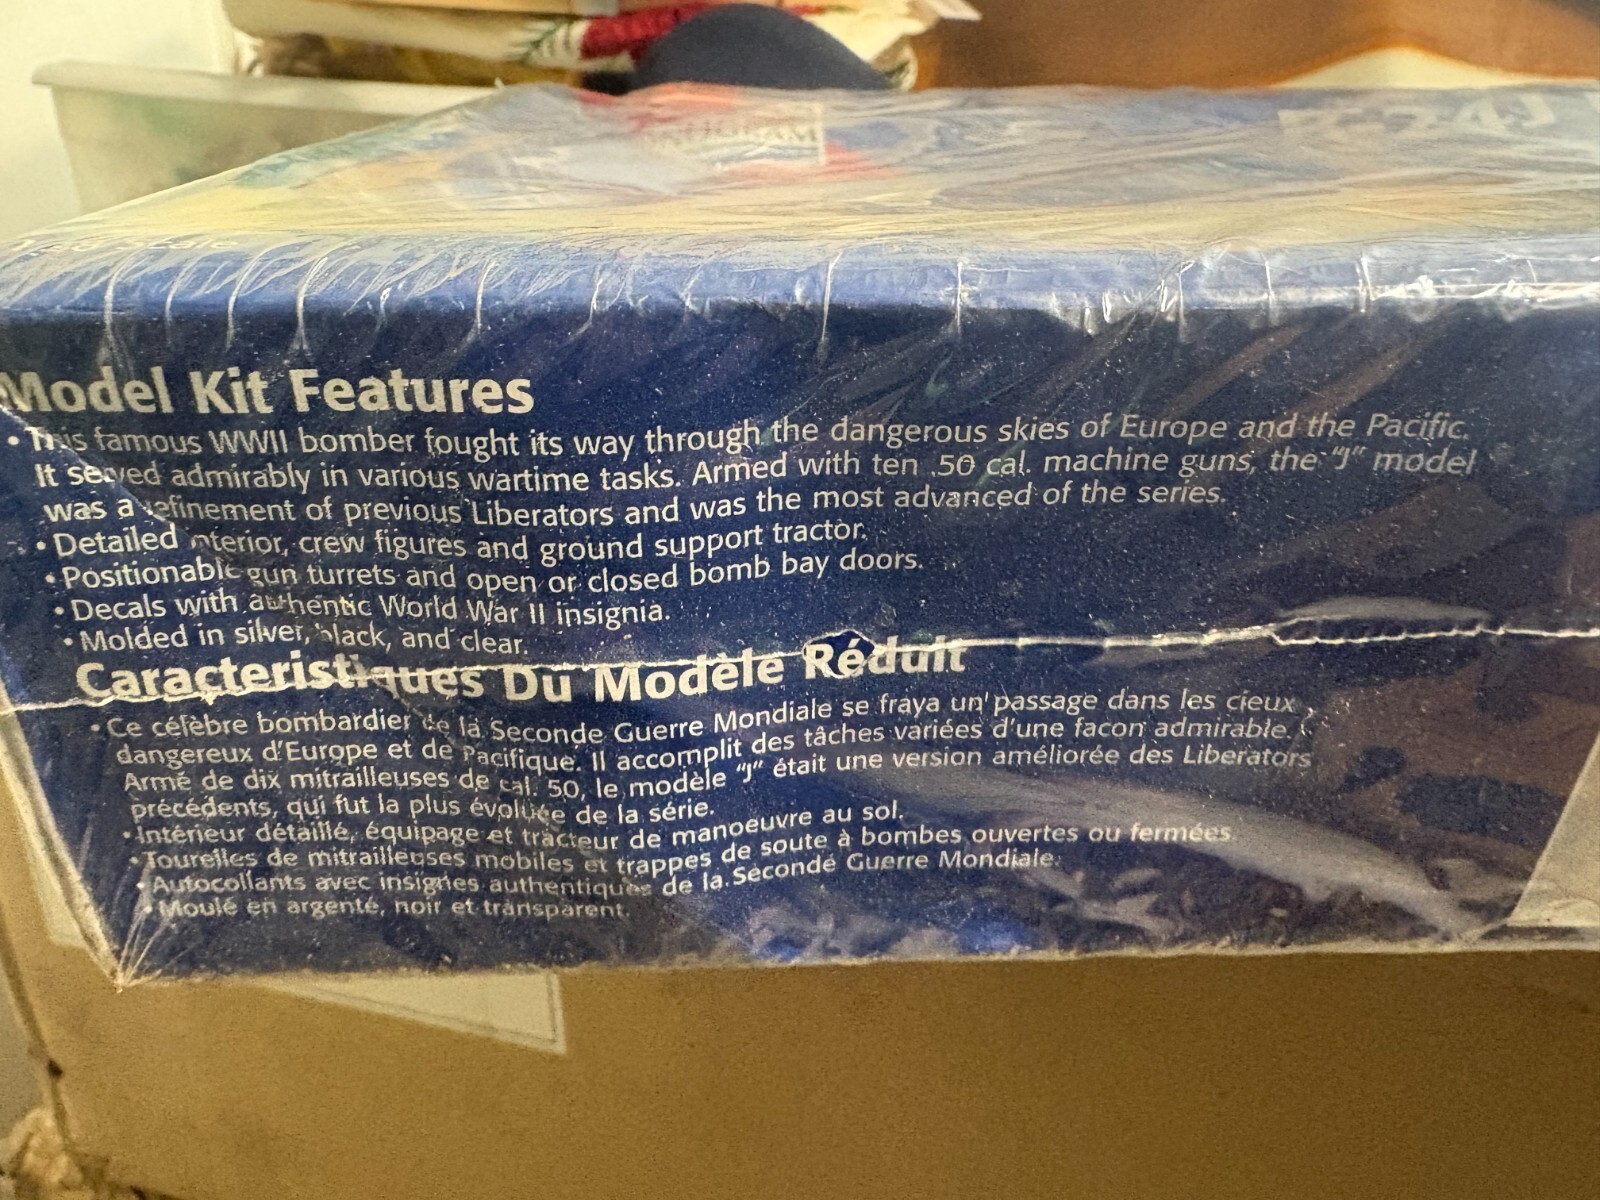 MONOGRAM
B-24J
Scale
Model Kit Features
• This famous WWII bomber fought its way through the dangerous skies of Europe and the Pacific.
It served admirably in various wartime tasks. Armed with ten .50 cal. machine guns, the "J" model
was a refinement of previous Liberators and was the most advanced of the series.
• Detailed interior, crew figures and ground support tractor.
• Positionable gun turrets and open or closed bomb bay doors.
• Decals with authentic World War II insignia.
• Molded in silver, black, and clear.
Caracteristiques Du Modèle Réduit
• Ce célèbre bombardier de la Seconde Guerre Mondiale se fraya un passage dans les cieux
dangereux d'Europe et de Pacifique. Il accomplit des tâches variées d'une facon admirable.
Armé de dix mitrailleuses de cal. 50, le modèle "J" était une version améliorée des Liberators
précédents, qui fut la plus évoluée de la série.
• Intérieur détaillé, équipage et tracteur de manoeuvre au sol.
• Tourelles de mitrailleuses mobiles et trappes de soute à bombes ouvertes ou fermées.
• Autocollants avec insignes authentiques de la Seconde Guerre Mondiale.
• Moulé en argenté, noir et transparent.